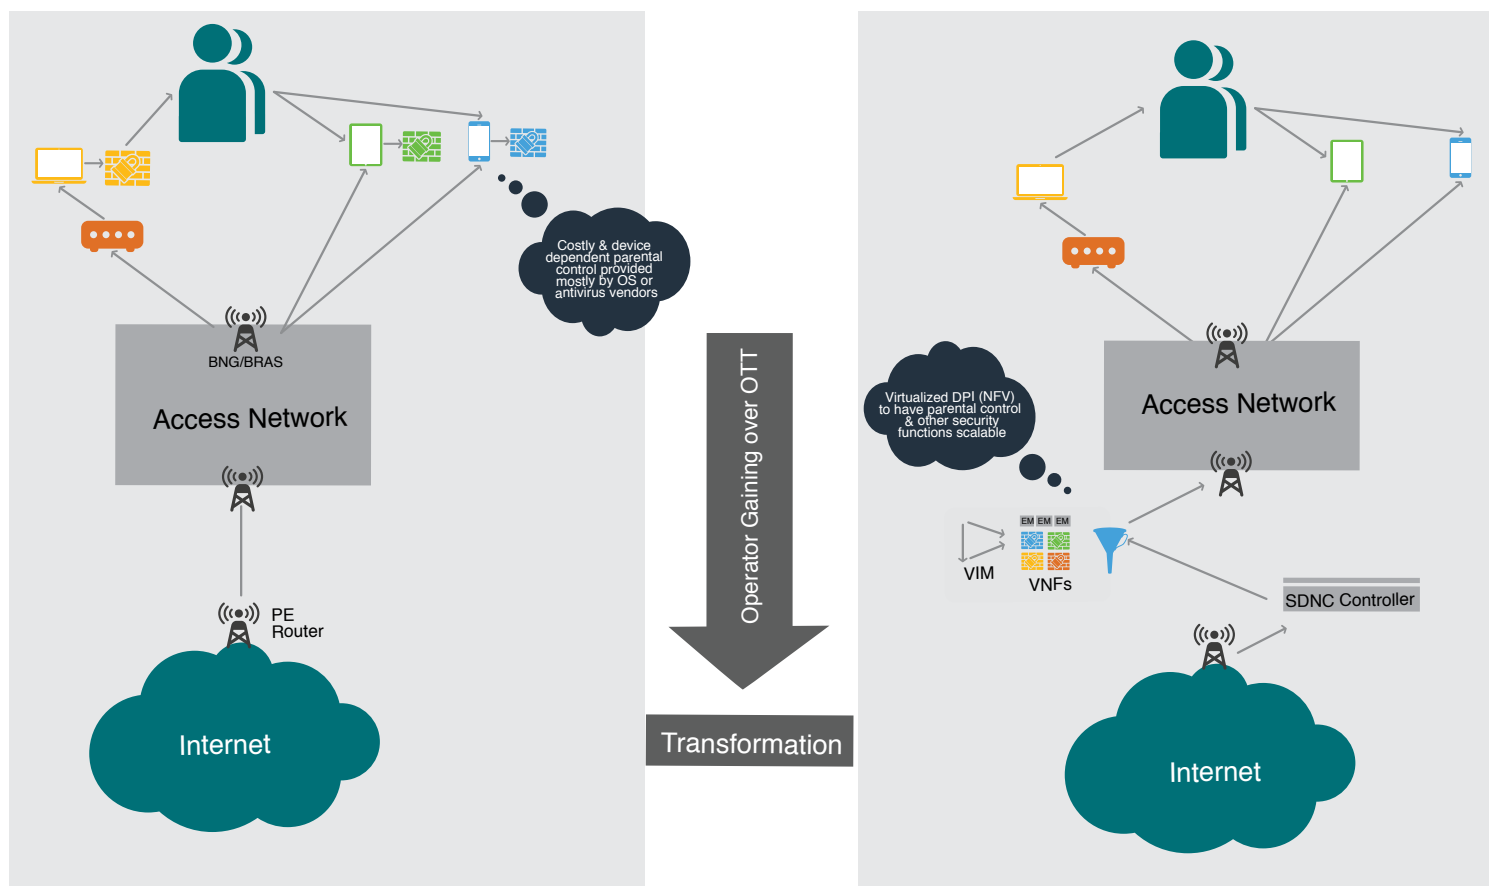 Costly & device
dependent parental
control provided
mostly by OS or
antivirus vendors
BNG/BRAS
Access Network
PE
Router
Internet
Operator Gaining over OTT
Transformation
Virtualized DPI (NFV)
to have parental control
& other security
functions scalable
Access Network
EM EM EM
VIM
VNFs
SDNC Controller
Internet